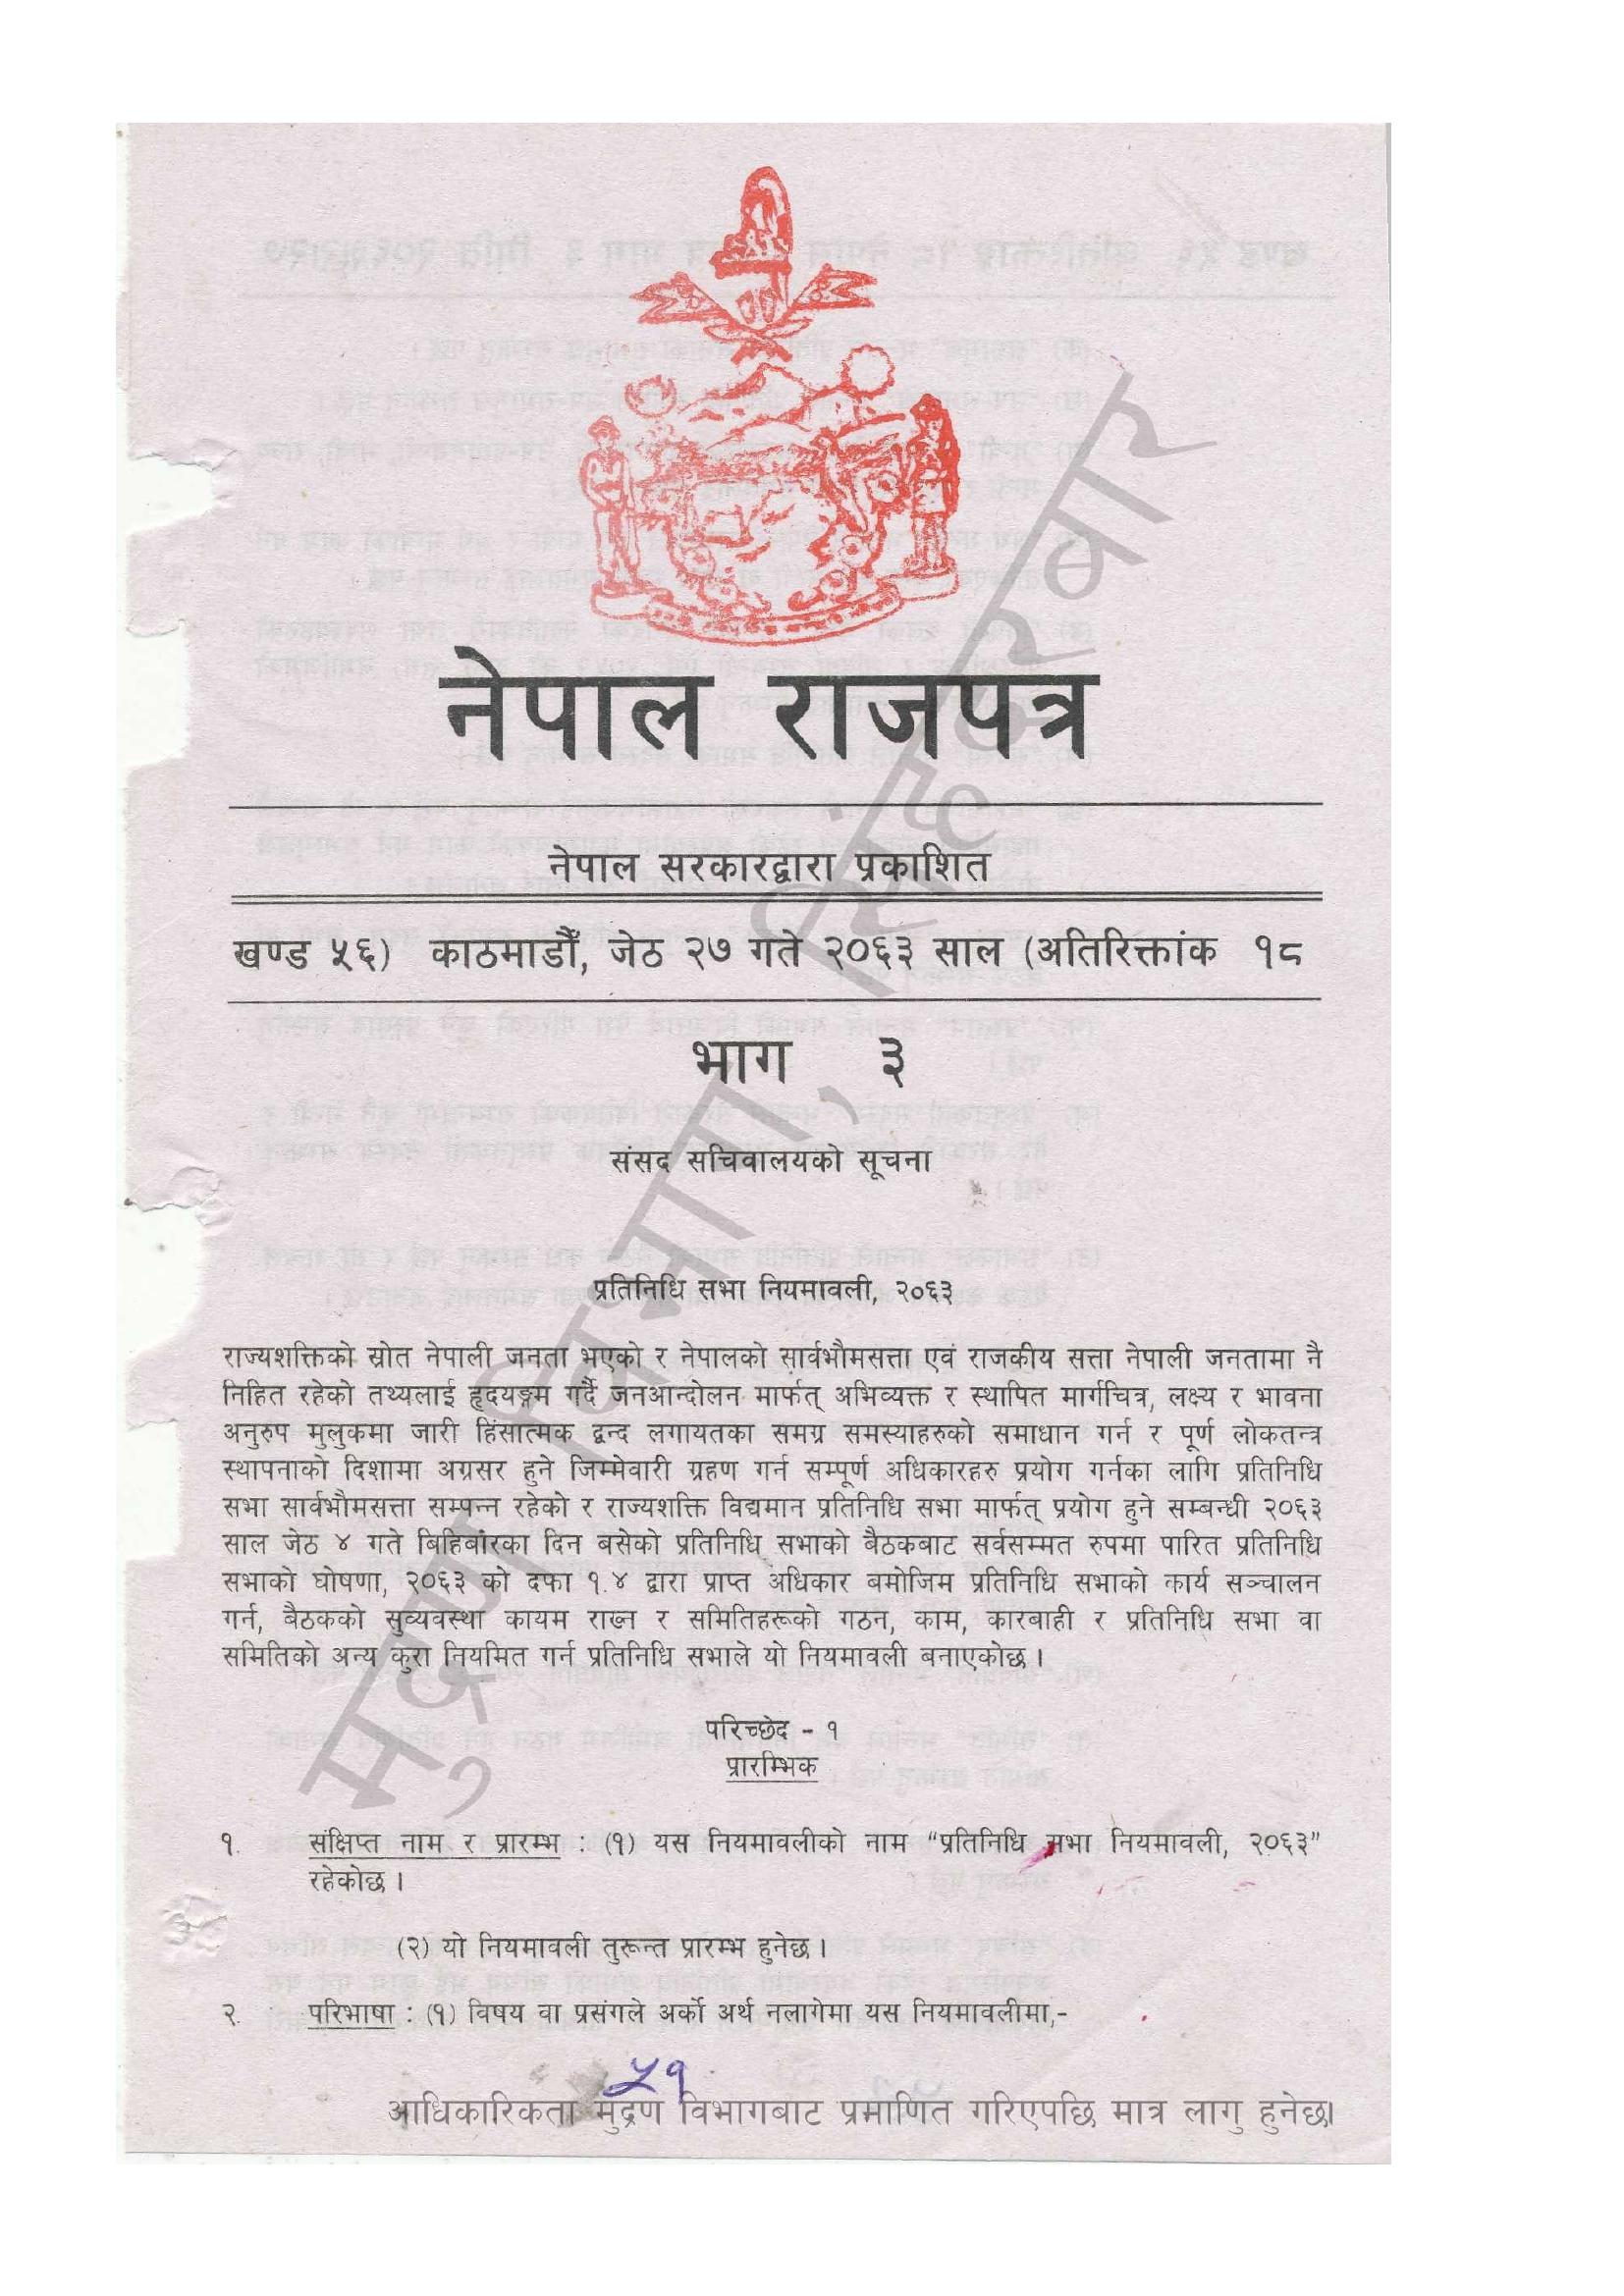 नेपाल राजपत्र
नेपाल सरकारद्वारा प्रकाशित
खण्ड ५६) काठमाडौँ, जेठ २७ गते २०६३ साल (अतिरिक्तांक १८
भाग ३
संसद सचिवालयको सूचना
प्रतिनिधि सभा नियमावली, २०६३
राज्यशक्तिको स्रोत नेपाली जनता भएको र नेपालको सार्वभौमसत्ता एवं राजकीय सत्ता नेपाली जनतामा नै
निहित रहेको तथ्यलाई हृदयङ्गम गर्दै जनआन्दोलन मार्फत् अभिव्यक्त र स्थापित मार्गचित्र, लक्ष्य र भावना
अनुरुप मुलुकमा जारी हिंसात्मक द्वन्द लगायतका समग्र समस्याहरुको समाधान गर्न र पूर्ण लोकतन्त्र
स्थापनाको दिशामा अग्रसर हुने जिम्मेवारी ग्रहण गर्न सम्पूर्ण अधिकारहरु प्रयोग गर्नका लागि प्रतिनिधि
सभा सार्वभौमसत्ता सम्पन्न रहेको र राज्यशक्ति विद्यमान प्रतिनिधि सभा मार्फत् प्रयोग हुने सम्बन्धी २०६३
साल जेठ ४ गते बिहिबारका दिन बसेको प्रतिनिधि सभाको बैठकबाट सर्वसम्मत रुपमा पारित प्रतिनिधि
सभाको घोषणा, २०६३ को दफा १.४ द्वारा प्राप्त अधिकार बमोजिम प्रतिनिधि सभाको कार्य सञ्चालन
गर्न, बैठकको सुव्यवस्था कायम राख्न र समितिहरूको गठन, काम, कारबाही र प्रतिनिधि सभा वा
समितिको अन्य कुरा नियमित गर्न प्रतिनिधि सभाले यो नियमावली बनाएकोछ ।
परिच्छेद - १
प्रारम्भिक
१. संक्षिप्त नाम र प्रारम्भ : (१) यस नियमावलीको नाम “प्रतिनिधि सभा नियमावली, २०६३”
रहेकोछ ।
(२) यो नियमावली तुरून्त प्रारम्भ हुनेछ ।
२. परिभाषा : (१) विषय वा प्रसंगले अर्को अर्थ नलागेमा यस नियमावलीमा,-
५१
आधिकारिकता मुद्रण विभागबाट प्रमाणित गरिएपछि मात्र लागु हुनेछ।
मुद्रण विभाग, सिंहदरबार